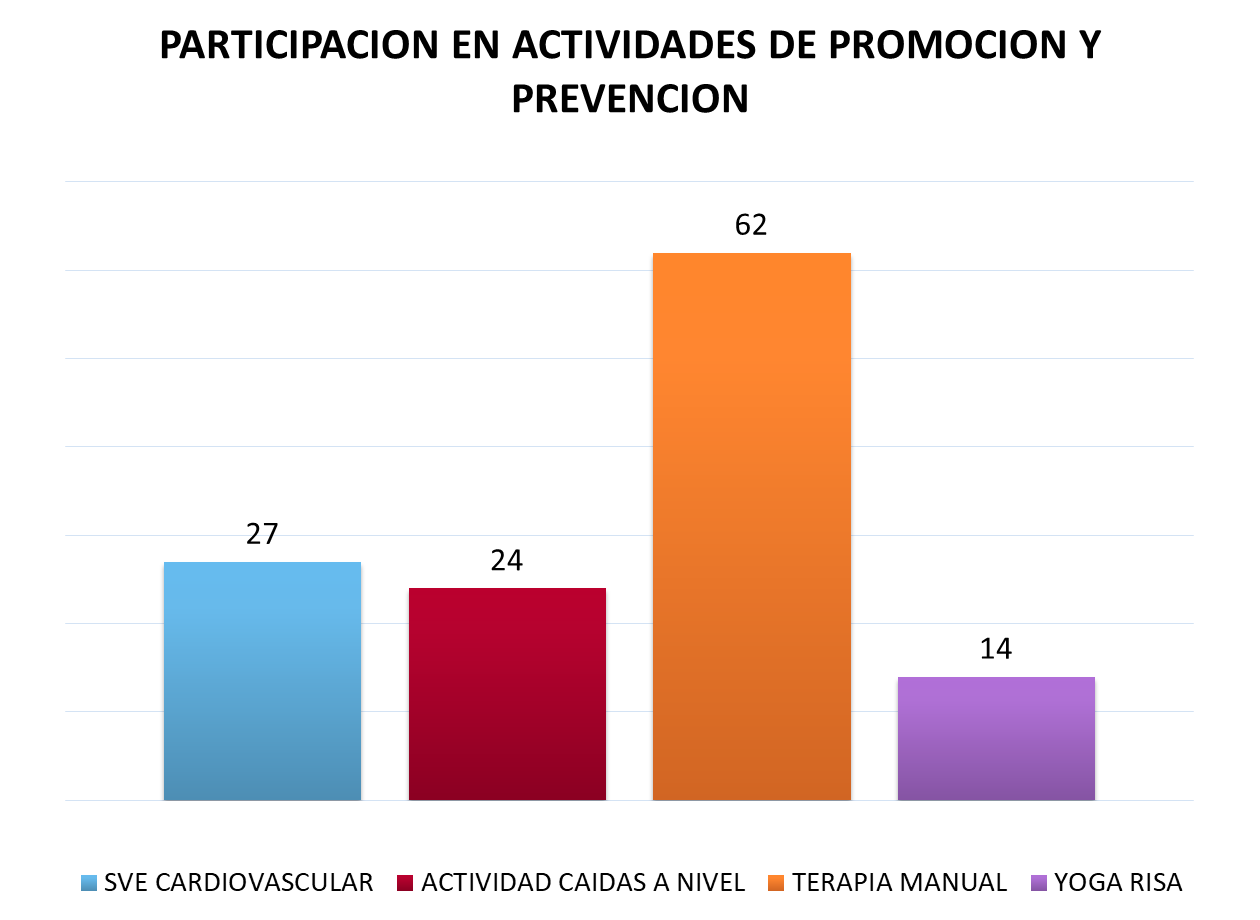 PARTICIPACION EN ACTIVIDADES DE PROMOCION Y
PREVENCION
62
27
24
14
SVE CARDIOVASCULAR ACTIVIDAD CAIDAS A NIVEL TERAPIA MANUAL YOGA RISA